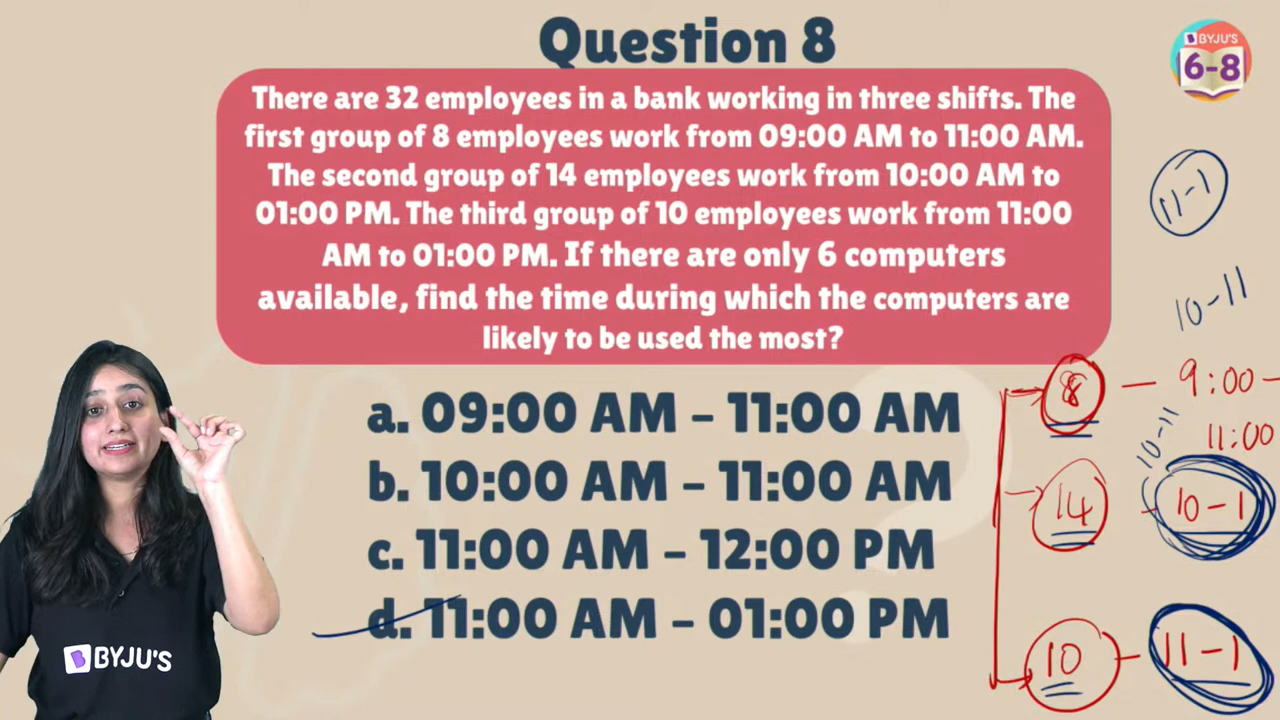 Question 8
BYJU'S
6-8
There are 32 employees in a bank working in three shifts. The
first group of 8 employees work from 09:00 AM to 11:00 AM.
The second group of 14 employees work from 10:00 AM to
01:00 PM. The third group of 10 employees work from 11:00
AM to 01:00 PM. If there are only 6 computers
available, find the time during which the computers are
likely to be used the most?
11-1
10-11
a. 09:00 AM – 11:00 AM
b. 10:00 AM – 11:00 AM
c. 11:00 AM – 12:00 PM
d. 11:00 AM – 01:00 PM
8 — 9:00 -
11:00
10-11
14 - 10-1
10 - 11-1
BYJU'S